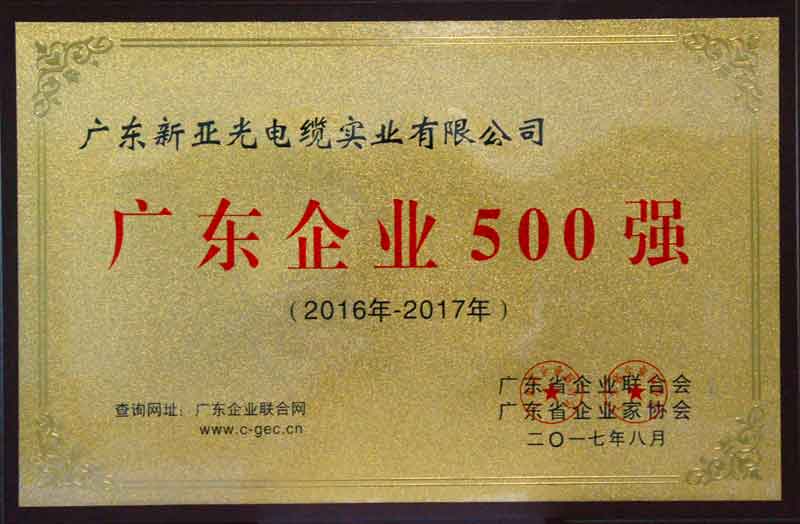 广东新亚光电缆实业有限公司
广东企业500强
（2016年-2017年）
查询网址：广东企业联合网
www.c-gec.cn
广东省企业联合会
广东省企业家协会
二〇一七年八月